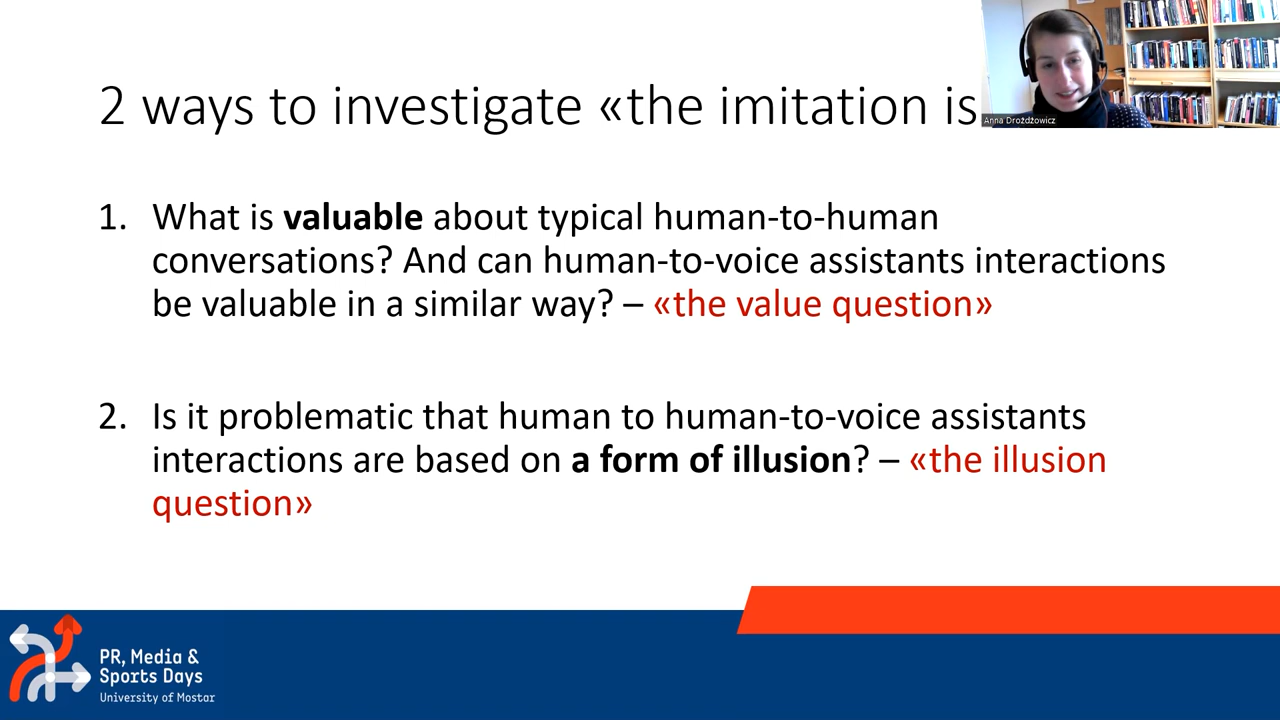 2 ways to investigate «the imitation is
Anna Drożdżowicz
1. What is valuable about typical human-to-human
conversations? And can human-to-voice assistants interactions
be valuable in a similar way? – «the value question»
2. Is it problematic that human to human-to-voice assistants
interactions are based on a form of illusion? – «the illusion
question»
PR, Media &
Sports Days
University of Mostar